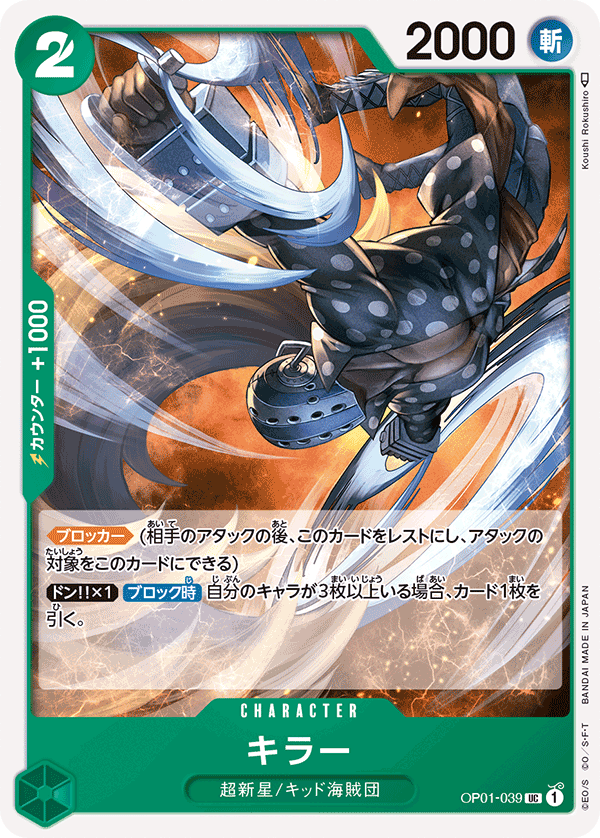 2
2000
斬
Koushi Rokushiro
カウンター +1000
ブロッカー (相手のアタックの後、このカードをレストにし、アタックの
対象をこのカードにできる)
ドン!!×1 ブロック時 自分のキャラが3枚以上いる場合、カード1枚を
引く。
CHARACTER
キラー
超新星/キッド海賊団
OP01-039 UC 1
©E.O/S ©O/S・F・T BANDAI MADE IN JAPAN